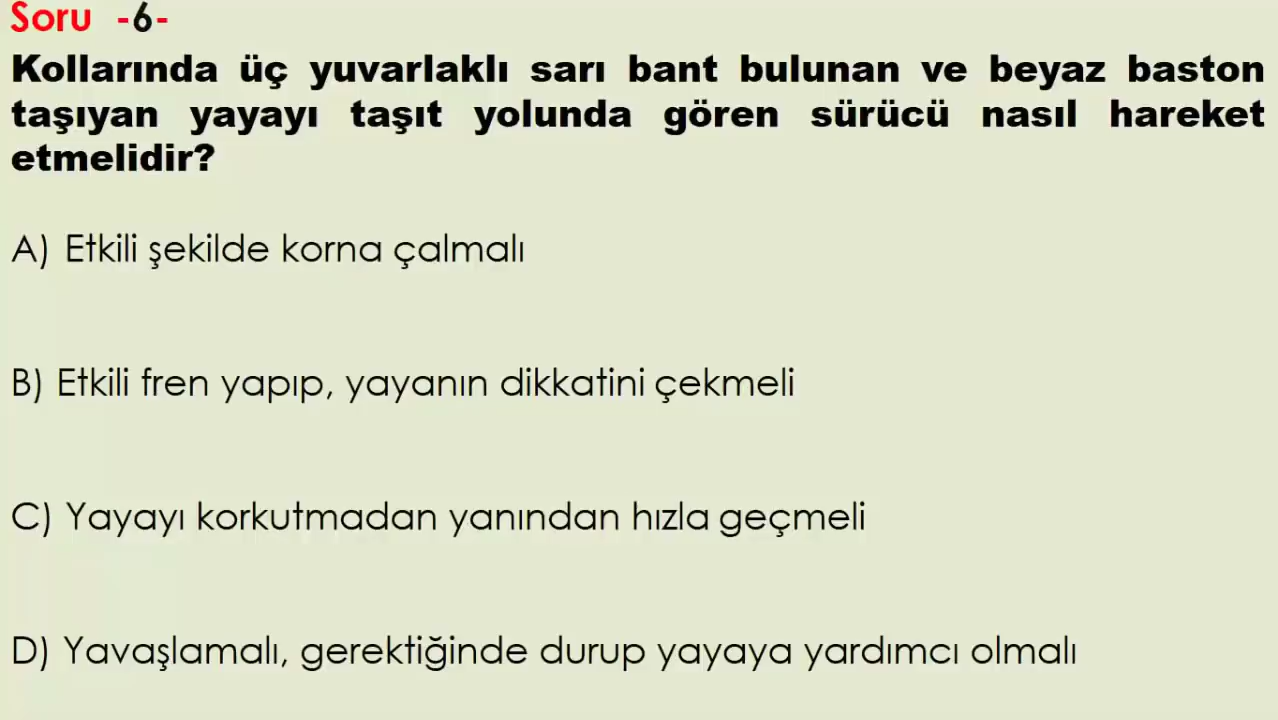 Soru -6-
Kollarında üç yuvarlaklı sarı bant bulunan ve beyaz baston
taşıyan yayayı taşıt yolunda gören sürücü nasıl hareket
etmelidir?
A) Etkili şekilde korna çalmalı
B) Etkili fren yapıp, yayanın dikkatini çekmeli
C) Yayayı korkutmadan yanından hızla geçmeli
D) Yavaşlamalı, gerektiğinde durup yayaya yardımcı olmalı